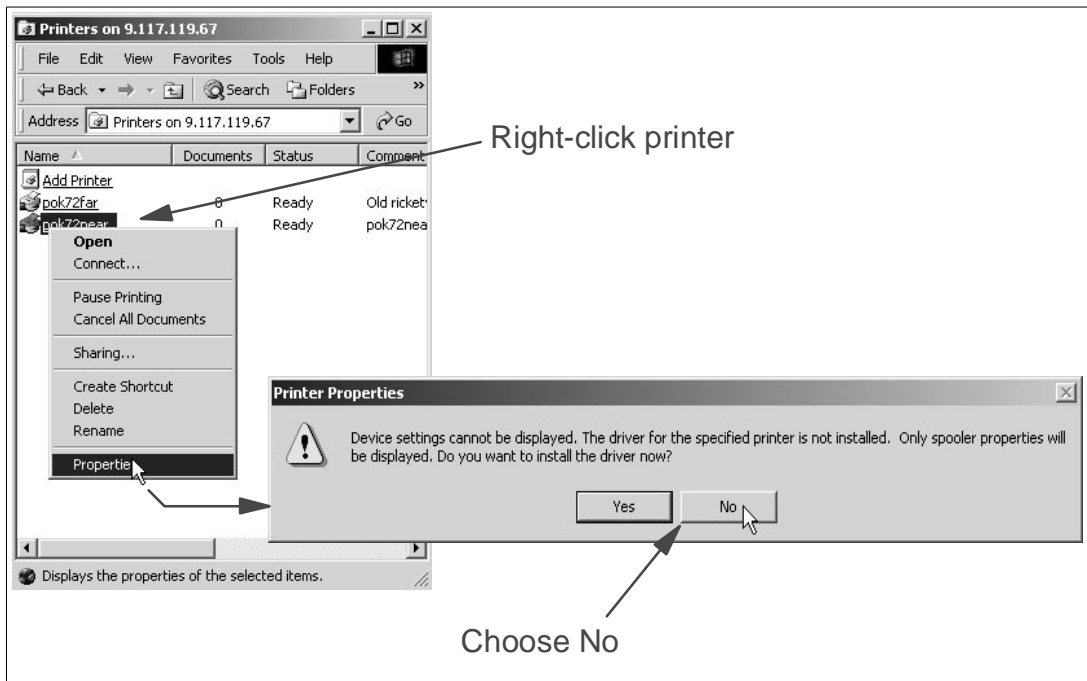 Printers on 9.117.119.67
File Edit View Favorites Tools Help
Back Search Folders »
Address Printers on 9.117.119.67 Go
Right-click printer
Name Documents Status Comment
Add Printer
pok72far 0 Ready Old ricket
pok72near 0 Ready pok72nea
Open
Connect...
Pause Printing
Cancel All Documents
Sharing...
Create Shortcut
Delete
Rename
Properties
Printer Properties
Device settings cannot be displayed. The driver for the specified printer is not installed. Only spooler properties will
be displayed. Do you want to install the driver now?
Yes No
Displays the properties of the selected items.
Choose No